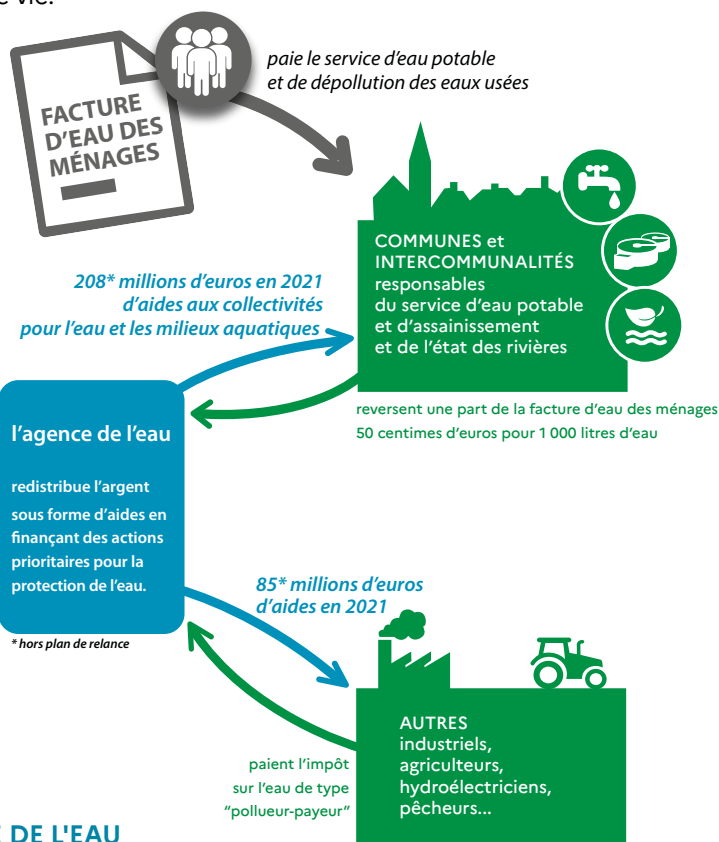 e vie.
FACTURE
D'EAU DES
MÉNAGES
paie le service d'eau potable
et de dépollution des eaux usées
COMMUNES et
INTERCOMMUNALITÉS
responsables
du service d'eau potable
et d'assainissement
et de l'état des rivières
208* millions d'euros en 2021
d'aides aux collectivités
pour l'eau et les milieux aquatiques
reversent une part de la facture d'eau des ménages
50 centimes d'euros pour 1 000 litres d'eau
l'agence de l'eau
redistribue l'argent
sous forme d'aides en
finançant des actions
prioritaires pour la
protection de l'eau.
* hors plan de relance
85* millions d'euros
d'aides en 2021
paient l'impôt
sur l'eau de type
"pollueur-payeur"
AUTRES
industriels,
agriculteurs,
hydroélectriciens,
pêcheurs...
E DE L'EAU